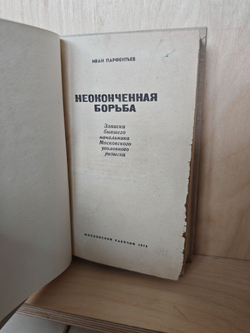 ИВАН ПАРФЕНТЬЕВ
НЕОКОНЧЕННАЯ
БОРЬБА
Записки
бывшего
начальника
Московского
уголовного
розыска
МОСКОВСКИЙ РАБОЧИЙ